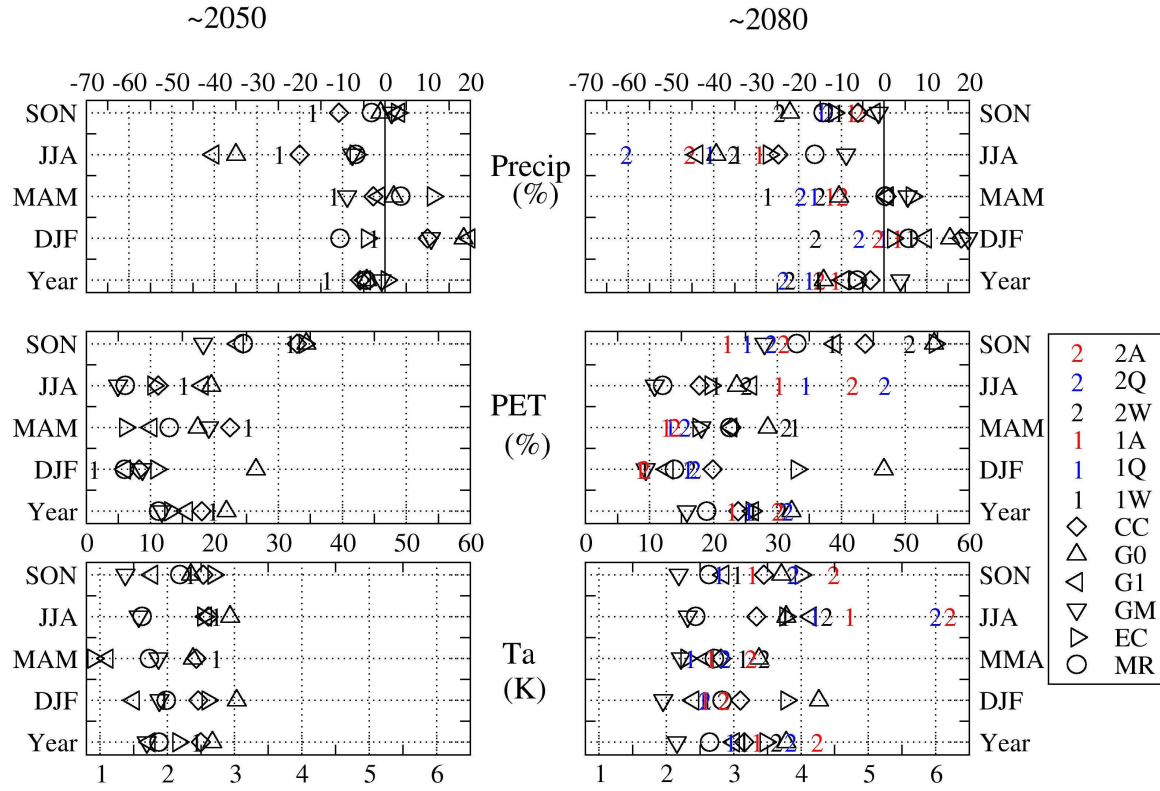 ~2050 ~2080
-70 -60 -50 -40 -30 -20 -10 0 10 20 -70 -60 -50 -40 -30 -20 -10 0 10 20
SON SON
JJA Precip JJA
MAM (%) MAM
DJF DJF
Year Year
SON SON
JJA PET JJA
MAM (%) MAM
DJF DJF
Year Year
0 10 20 30 40 50 60 10 20 30 40 50 60
SON SON
JJA JJA
MAM Ta MMA
DJF (K) DJF
Year Year
1 2 3 4 5 6 1 2 3 4 5 6
2 2A
2 2Q
2 2W
1 1A
1 1Q
1 1W
CC
G0
G1
GM
EC
MR